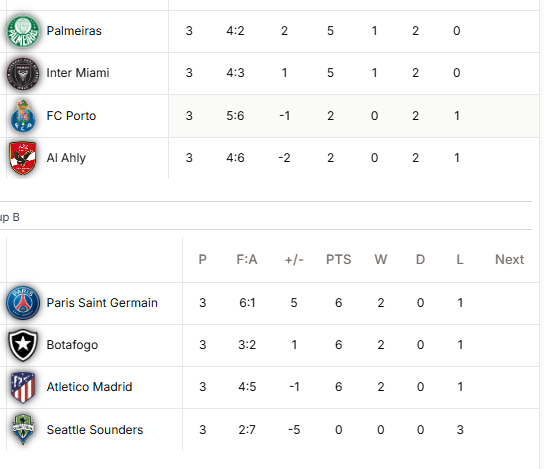 Palmeiras 3 4:2 2 5 1 2 0
Inter Miami 3 4:3 1 5 1 2 0
FC Porto 3 5:6 -1 2 0 2 1
Al Ahly 3 4:6 -2 2 0 2 1
up B
P F:A +/- PTS W D L Next
Paris Saint Germain 3 6:1 5 6 2 0 1
Botafogo 3 3:2 1 6 2 0 1
Atletico Madrid 3 4:5 -1 6 2 0 1
Seattle Sounders 3 2:7 -5 0 0 0 3